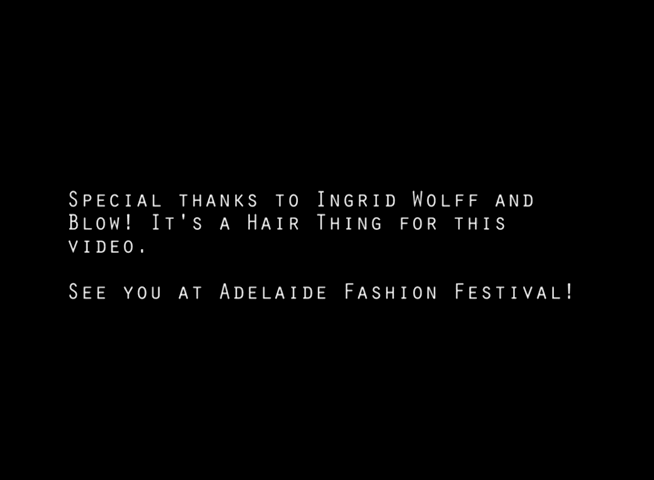 Special thanks to Ingrid Wolff and
Blow! It's a Hair Thing for this
video.
See you at Adelaide Fashion Festival!